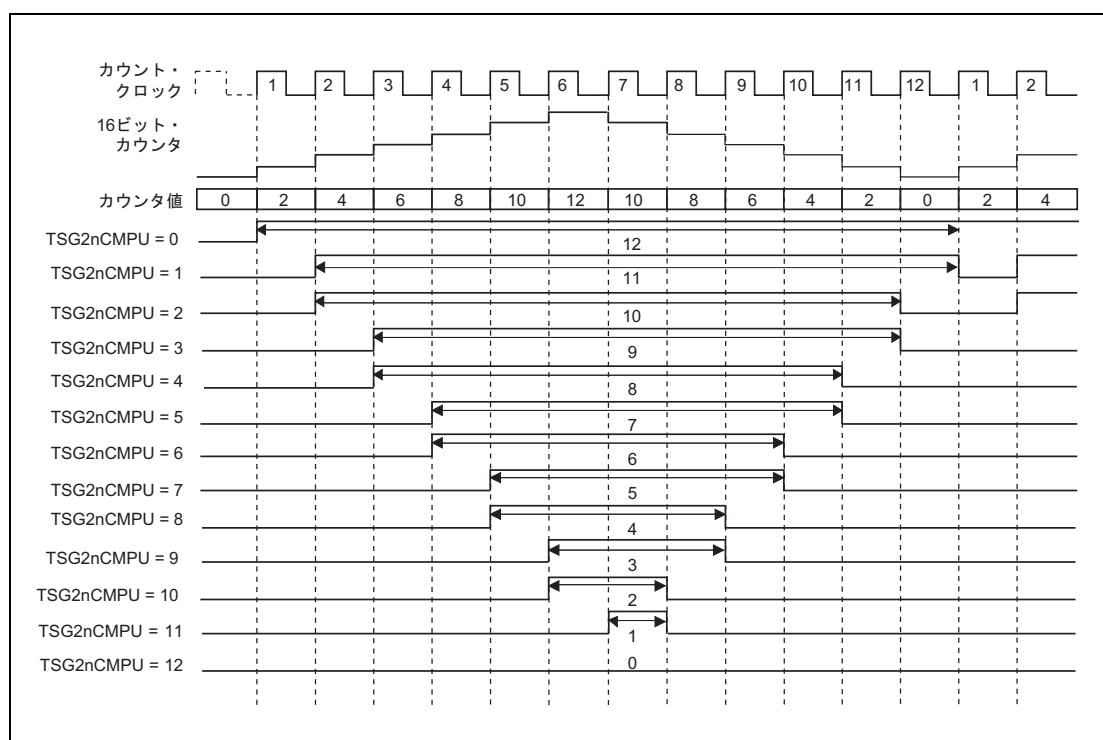 カウント・
クロック
1 2 3 4 5 6 7 8 9 10 11 12 1 2
16ビット・
カウンタ
カウンタ値 0 2 4 6 8 10 12 10 8 6 4 2 0 2 4
TSG2nCMPU = 0
12
TSG2nCMPU = 1
11
TSG2nCMPU = 2
10
TSG2nCMPU = 3
9
TSG2nCMPU = 4
8
TSG2nCMPU = 5
7
TSG2nCMPU = 6
6
TSG2nCMPU = 7
5
TSG2nCMPU = 8
4
TSG2nCMPU = 9
3
TSG2nCMPU = 10
2
TSG2nCMPU = 11
1
TSG2nCMPU = 12
0